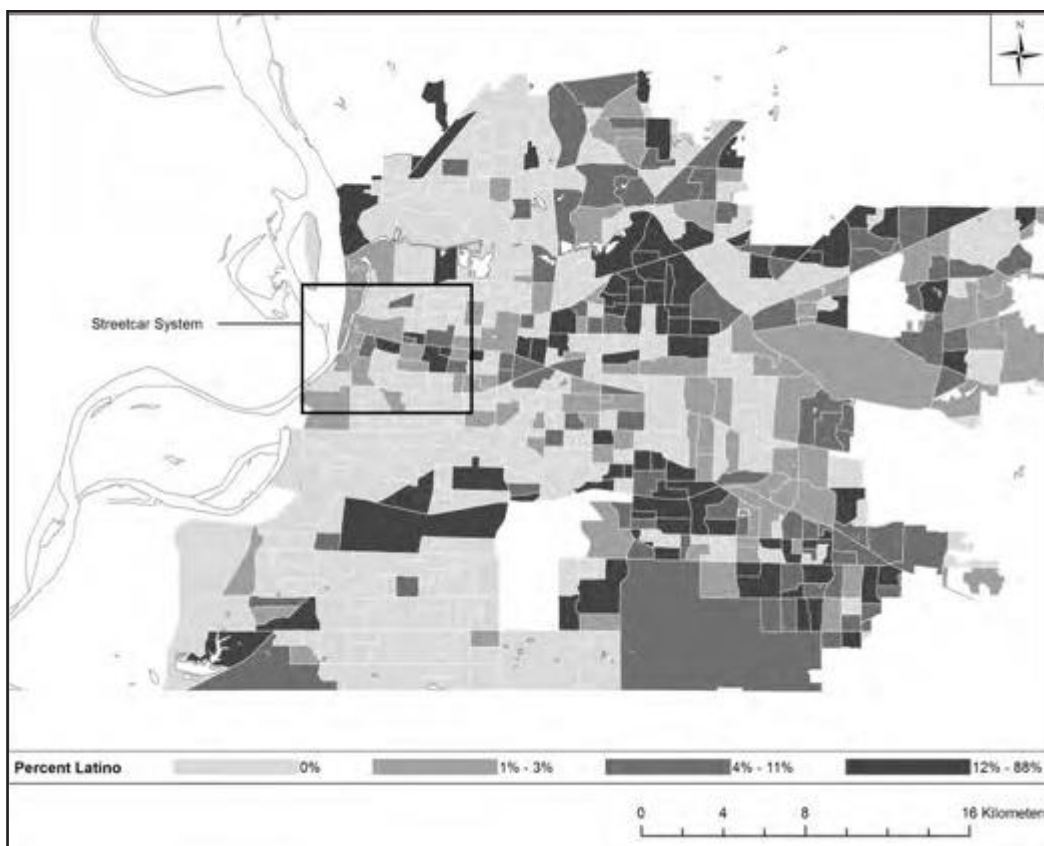 N
Streetcar System
Percent Latino 0% 1% - 3% 4% - 11% 12% - 88%
0 4 8 16 Kilometers